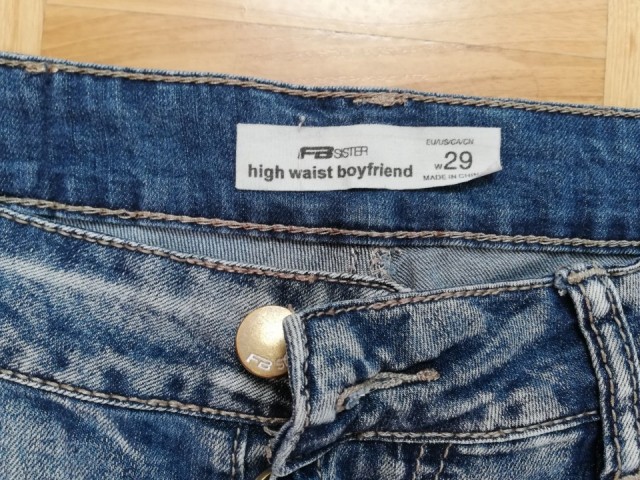 FB SISTER
high waist boyfriend
EU/US/CA/CN
W 29
MADE IN CHINA
FB S